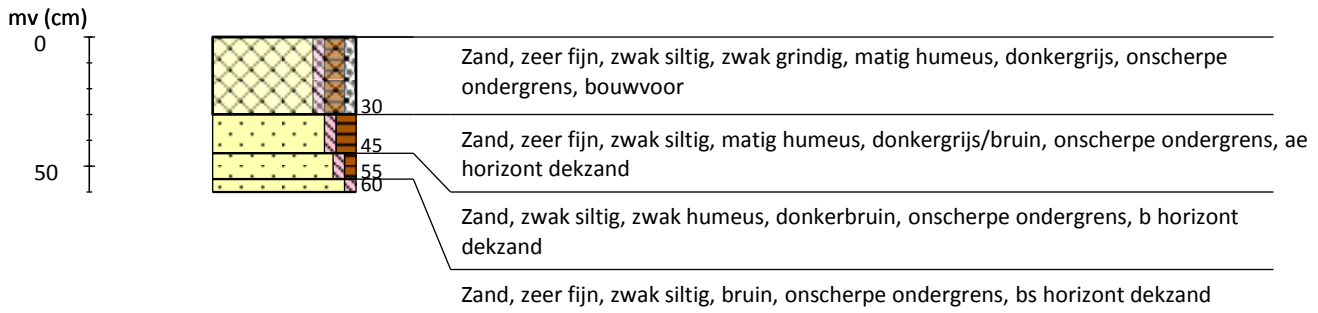 mv (cm)
0
Zand, zeer fijn, zwak siltig, zwak grindig, matig humeus, donkergrijs, onscherpe
ondergrens, bouwvoor
30
Zand, zeer fijn, zwak siltig, matig humeus, donkergrijs/bruin, onscherpe ondergrens, ae
horizont dekzand
45
50
55
60
Zand, zwak siltig, zwak humeus, donkerbruin, onscherpe ondergrens, b horizont
dekzand
Zand, zeer fijn, zwak siltig, bruin, onscherpe ondergrens, bs horizont dekzand